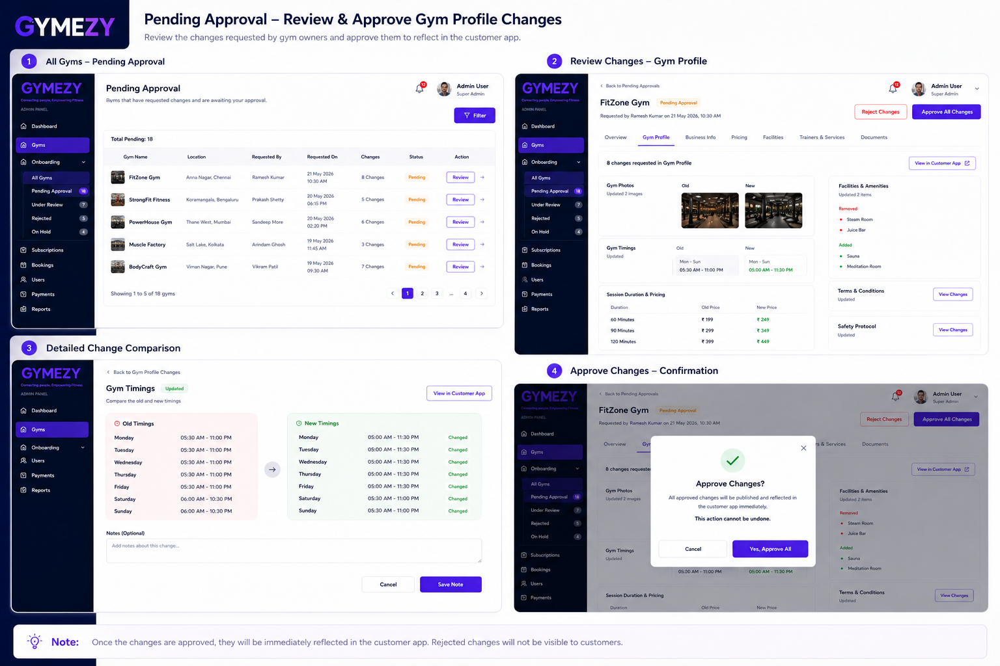 GYMEZY
Pending Approval – Review & Approve Gym Profile Changes
Review the changes requested by gym owners and approve them to reflect in the customer app.
1 All Gyms – Pending Approval
GYMEZY
Connecting people, Empowering Fitness
ADMIN PANEL
Dashboard
Gyms
Onboarding
All Gyms
Pending Approval 18
Under Review 7
Rejected 5
On Hold 4
Subscriptions
Bookings
Users
Payments
Reports
Pending Approval
Gyms that have requested changes and are awaiting your approval.
12
Admin User
Super Admin
Filter
Total Pending: 18
Gym Name Location Requested By Requested On Changes Status Action
FitZone Gym Anna Nagar, Chennai Ramesh Kumar 21 May 2026 10:30 AM 8 Changes Pending Review →
StrongFit Fitness Koramangala, Bengaluru Prakash Shetty 20 May 2026 06:15 PM 5 Changes Pending Review →
PowerHouse Gym Thane West, Mumbai Sandeep More 20 May 2026 02:20 PM 6 Changes Pending Review →
Muscle Factory Salt Lake, Kolkata Arindam Ghosh 19 May 2026 11:45 AM 3 Changes Pending Review →
BodyCraft Gym Viman Nagar, Pune Vikram Patil 19 May 2026 09:30 AM 7 Changes Pending Review →
Showing 1 to 5 of 18 gyms
1 2 3 ... 4
2 Review Changes – Gym Profile
GYMEZY
Connecting people, Empowering Fitness
ADMIN PANEL
Dashboard
Gyms
Onboarding
All Gyms
Pending Approval 18
Under Review 7
Rejected 5
On Hold 4
Subscriptions
Bookings
Users
Payments
Reports
Back to Pending Approvals
FitZone Gym Pending Approval
Requested by Ramesh Kumar on 21 May 2026, 10:30 AM
12
Admin User
Super Admin
Reject Changes
Approve All Changes
Overview Gym Profile Business Info Pricing Facilities Trainers & Services Documents
8 changes requested in Gym Profile
View in Customer App
Gym Photos
Updated 2 images
Old New
Gym Timings
Updated
Old New
Mon - Sun Mon - Sun
05:30 AM - 11:00 PM 05:00 AM - 11:30 PM
Session Duration & Pricing
Duration Old Price New Price
60 Minutes ₹ 199 ₹ 249
90 Minutes ₹ 299 ₹ 349
120 Minutes ₹ 399 ₹ 449
Facilities & Amenities
Updated 2 items
Removed
Steam Room
Juice Bar
Added
Sauna
Meditation Room
Terms & Conditions
Updated
View Changes
Safety Protocol
Updated
View Changes
3 Detailed Change Comparison
GYMEZY
Connecting people, Empowering Fitness
ADMIN PANEL
Dashboard
Gyms
Onboarding
Users
Payments
Reports
Back to Gym Profile Changes
Gym Timings Updated
Compare the old and new timings
View in Customer App
Old Timings
Monday 05:30 AM - 11:00 PM
Tuesday 05:30 AM - 11:00 PM
Wednesday 05:30 AM - 11:00 PM
Thursday 05:30 AM - 11:00 PM
Friday 05:30 AM - 11:00 PM
Saturday 06:00 AM - 10:30 PM
Sunday 06:00 AM - 10:30 PM
→
New Timings
Monday 05:00 AM - 11:30 PM Changed
Tuesday 05:00 AM - 11:30 PM Changed
Wednesday 05:00 AM - 11:30 PM Changed
Thursday 05:00 AM - 11:30 PM Changed
Friday 05:00 AM - 11:30 PM Changed
Saturday 05:30 AM - 11:00 PM Changed
Sunday 05:30 AM - 11:00 PM Changed
Notes (Optional)
Add notes about this change...
Cancel
Save Note
4 Approve Changes – Confirmation
GYMEZY
Connecting people, Empowering Fitness
ADMIN PANEL
Dashboard
Gyms
Onboarding
All Gyms
Pending Approval 18
Under Review 7
Rejected 5
On Hold 4
Subscriptions
Bookings
Users
Payments
Back to Pending Approvals
FitZone Gym Pending Approval
Requested by Ramesh Kumar on 21 May 2026, 10:30 AM
12
Admin User
Super Admin
Reject Changes
Approve All Changes
Overview Gy rs & Services Documents
8 changes requeste
View in Customer App
Gym Photos
Updated 2 images
Gym Timings
Updated
05:30 AM - 11:00 PM 05:00 AM - 11:30 PM
Session Duration & Pricing
Duration Old Price New Price
Facilities & Amenities
Updated 2 items
Removed
Steam Room
Juice Bar
Added
Sauna
Meditation Room
Terms & Conditions
Updated
View Changes
Approve Changes?
All approved changes will be published and reflected in
the customer app immediately.
This action cannot be undone.
Cancel
Yes, Approve All
Note: Once the changes are approved, they will be immediately reflected in the customer app. Rejected changes will not be visible to customers.